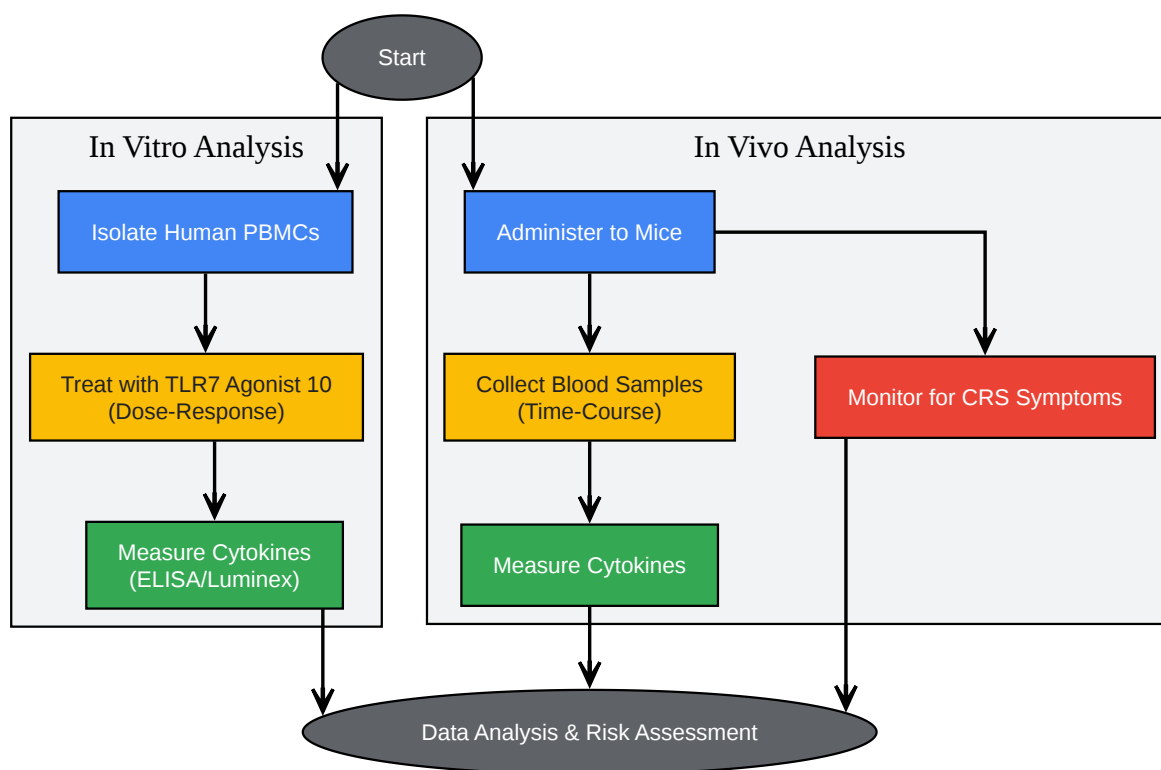 Start
In Vitro Analysis
Isolate Human PBMCs
Treat with TLR7 Agonist 10
(Dose-Response)
Measure Cytokines
(ELISA/Luminex)
In Vivo Analysis
Administer to Mice
Collect Blood Samples
(Time-Course)
Monitor for CRS Symptoms
Measure Cytokines
Data Analysis & Risk Assessment